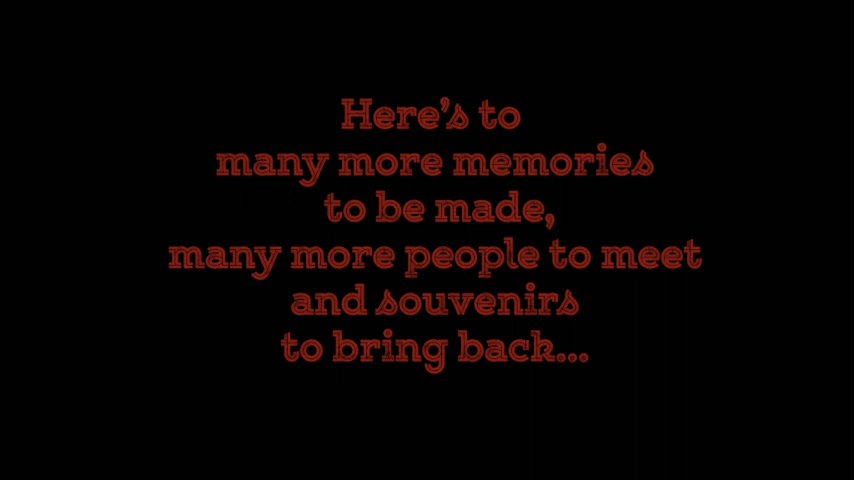 Here's to
many more memories
to be made,
many more people to meet
and souvenirs
to bring back...